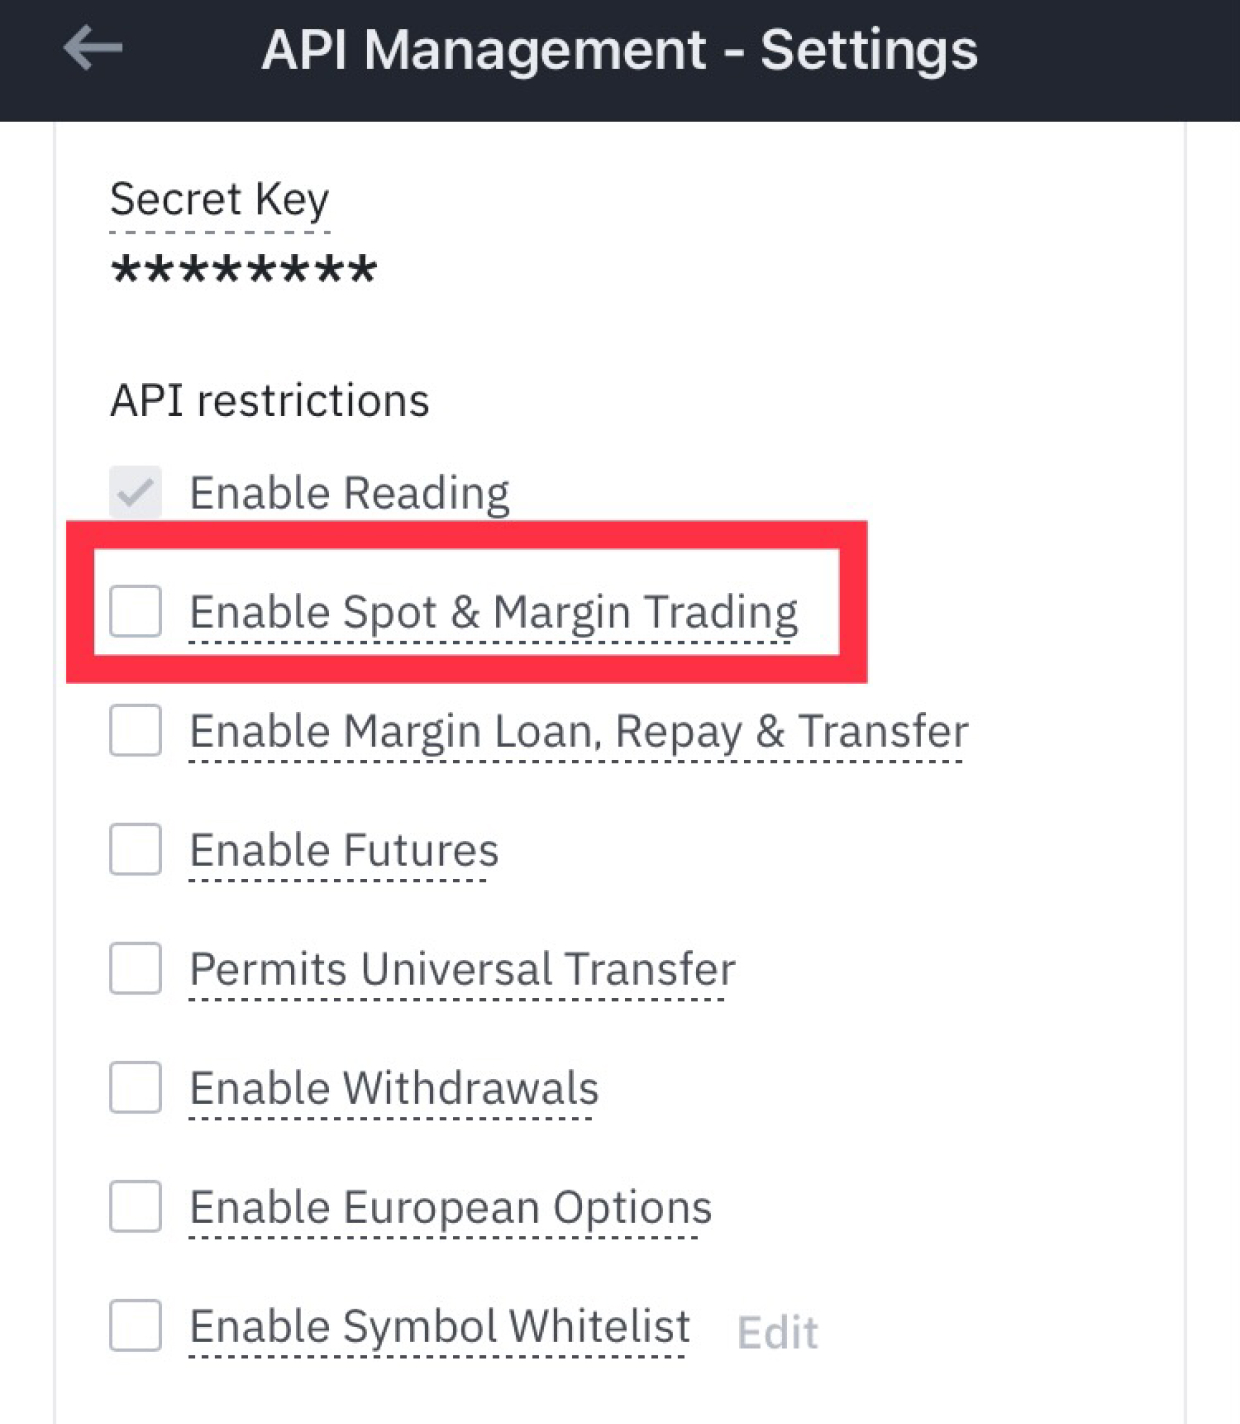 API Management - Settings
Secret Key
********
API restrictions
Enable Reading
Enable Spot & Margin Trading
Enable Margin Loan, Repay & Transfer
Enable Futures
Permits Universal Transfer
Enable Withdrawals
Enable European Options
Enable Symbol Whitelist Edit